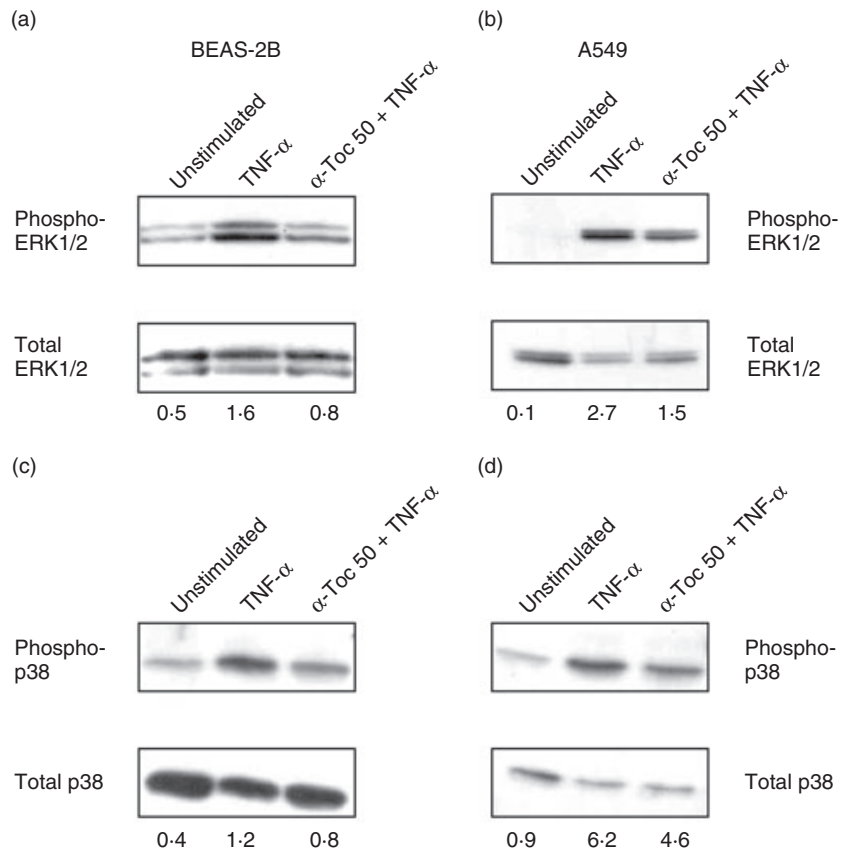 (a)
BEAS-2B
Unstimulated
TNF-α
α-Toc 50 + TNF-α
Phospho-
ERK1/2
Total
ERK1/2
0·5 1·6 0·8
(b)
A549
Unstimulated
TNF-α
α-Toc 50 + TNF-α
Phospho-
ERK1/2
Total
ERK1/2
0·1 2·7 1·5
(c)
Unstimulated
TNF-α
α-Toc 50 + TNF-α
Phospho-
p38
Total p38
0·4 1·2 0·8
(d)
Unstimulated
TNF-α
α-Toc 50 + TNF-α
Phospho-
p38
Total p38
0·9 6·2 4·6